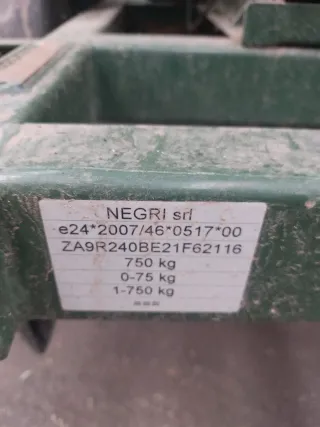 NEGRI srl
e24*2007/46*0517*00
ZA9R240BE21F62116
750 kg
0-75 kg
1-750 kg
===